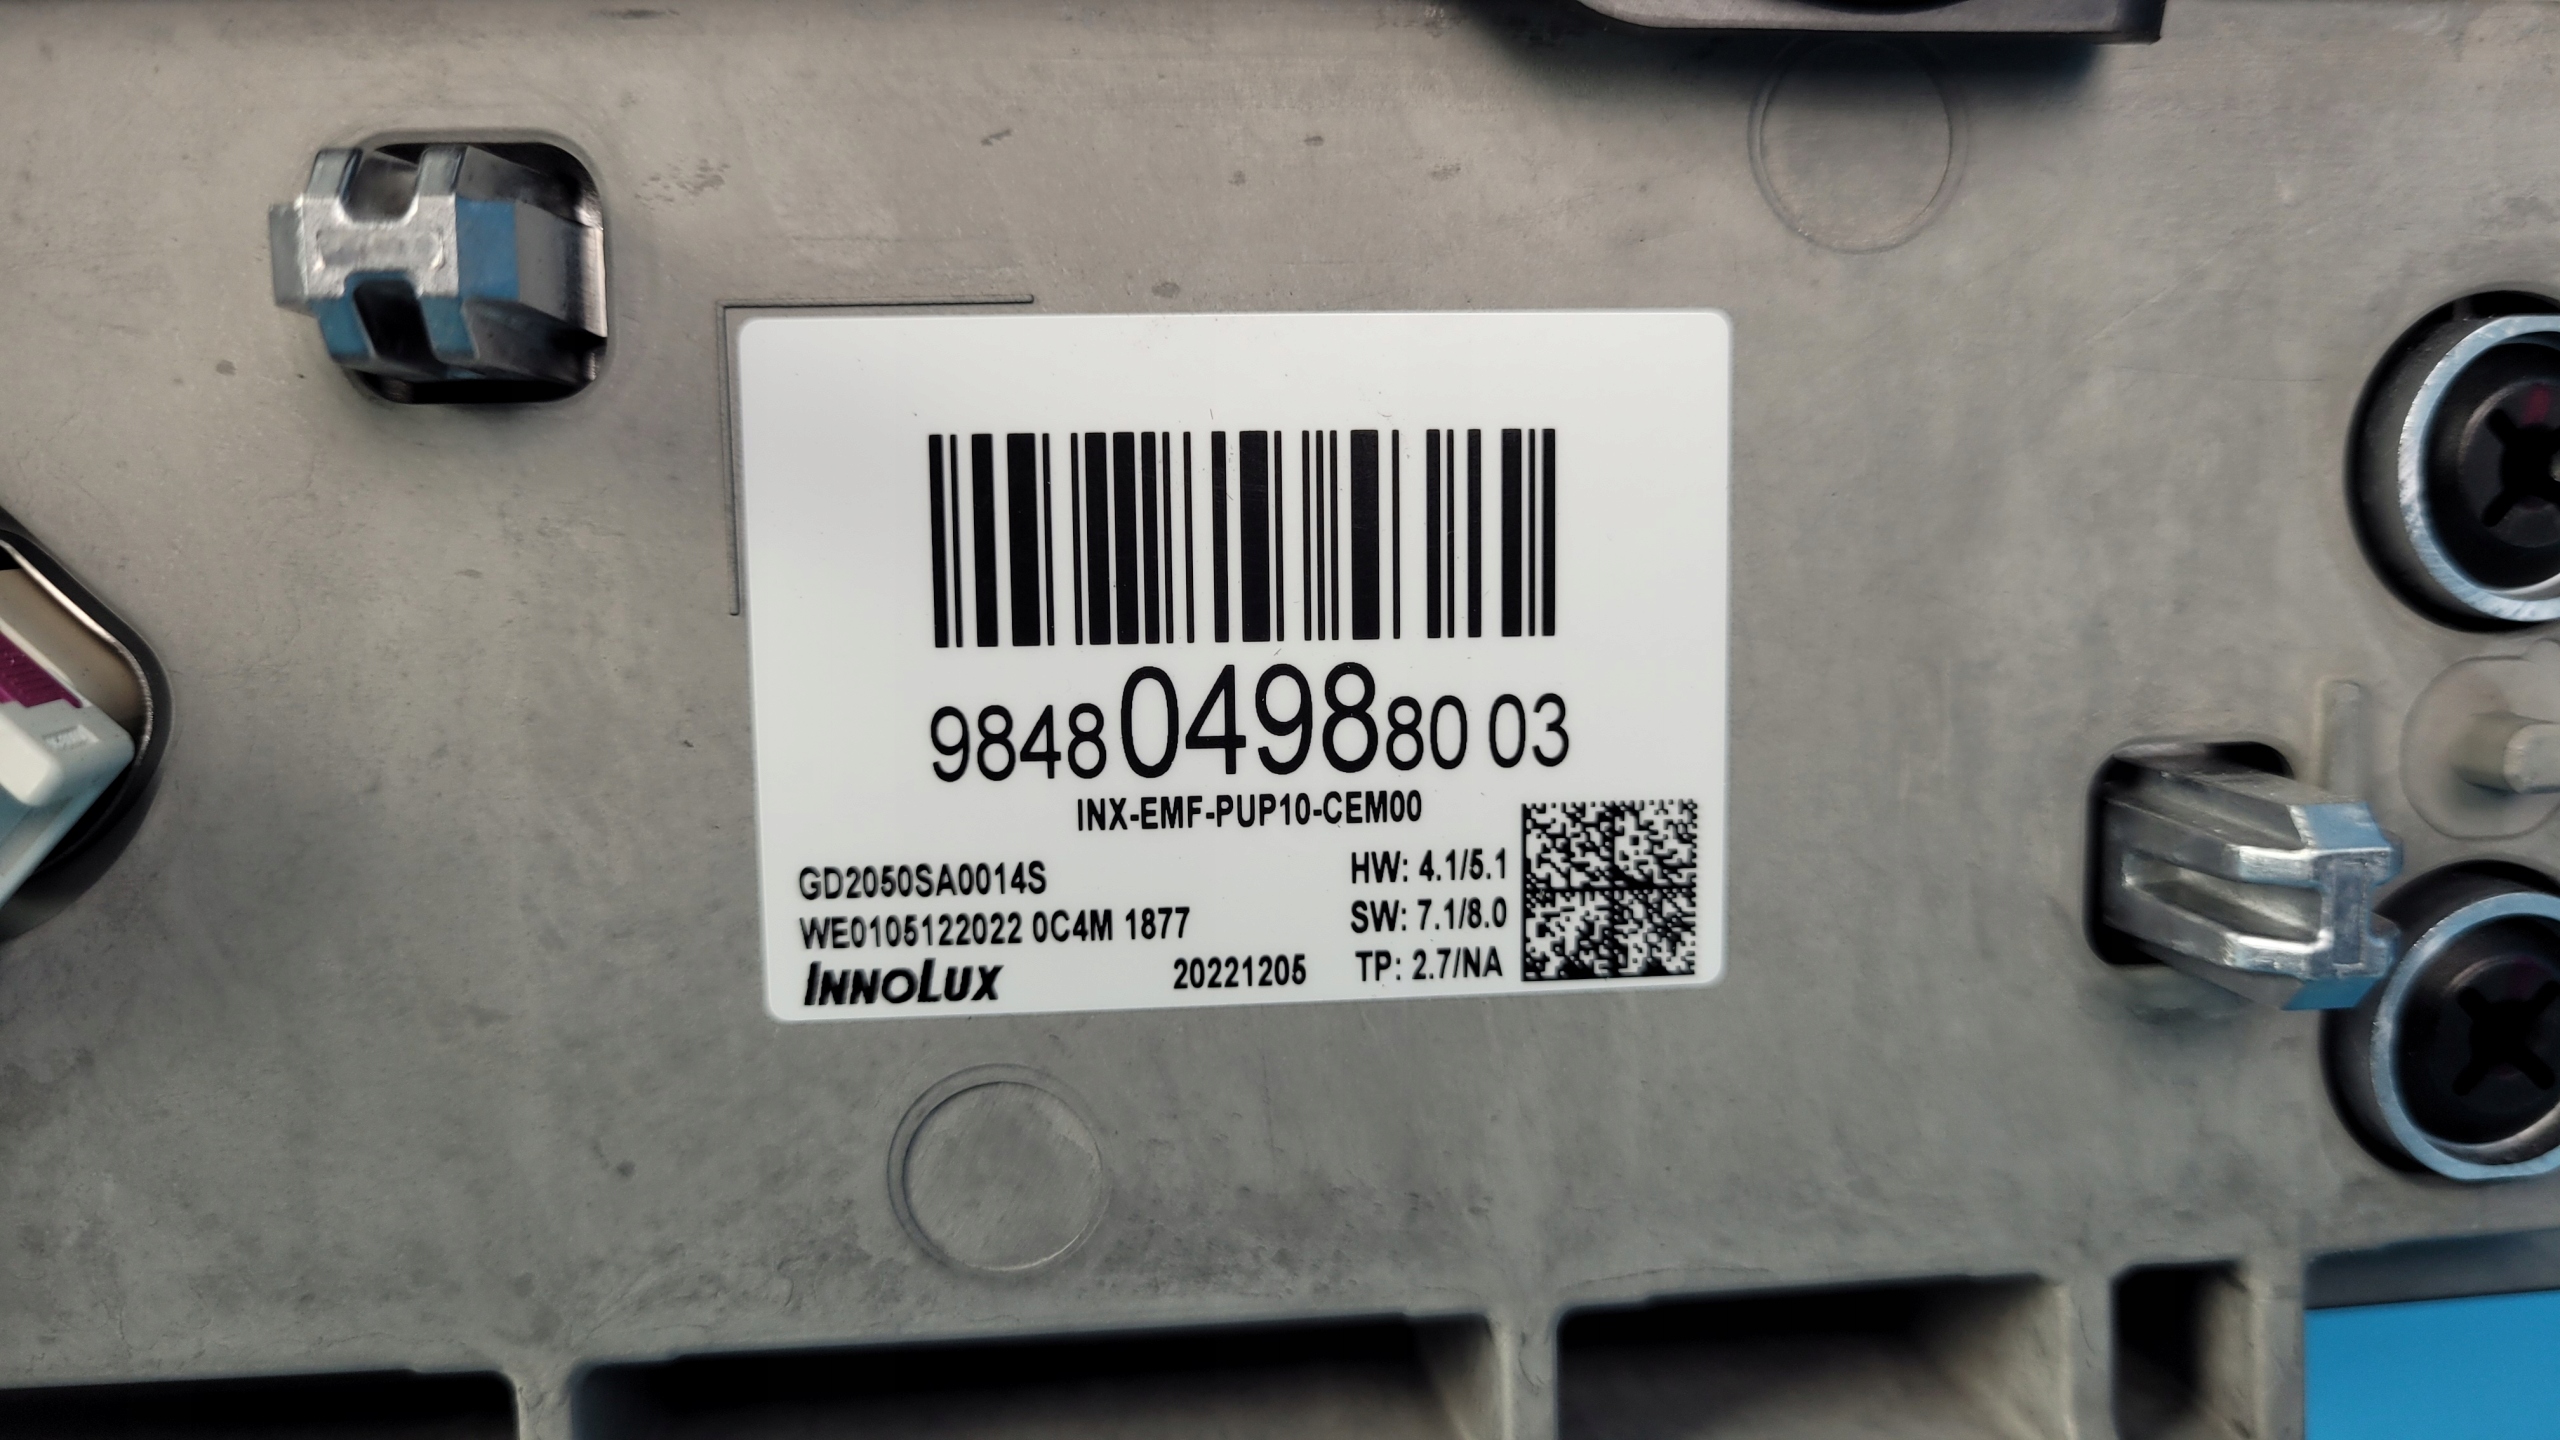 9848049880 03
INX-EMF-PUP10-CEM00
GD2050SA0014S
WE0105122022 0C4M 1877
INNOLUX
20221205
HW: 4.1/5.1
SW: 7.1/8.0
TP: 2.7/NA